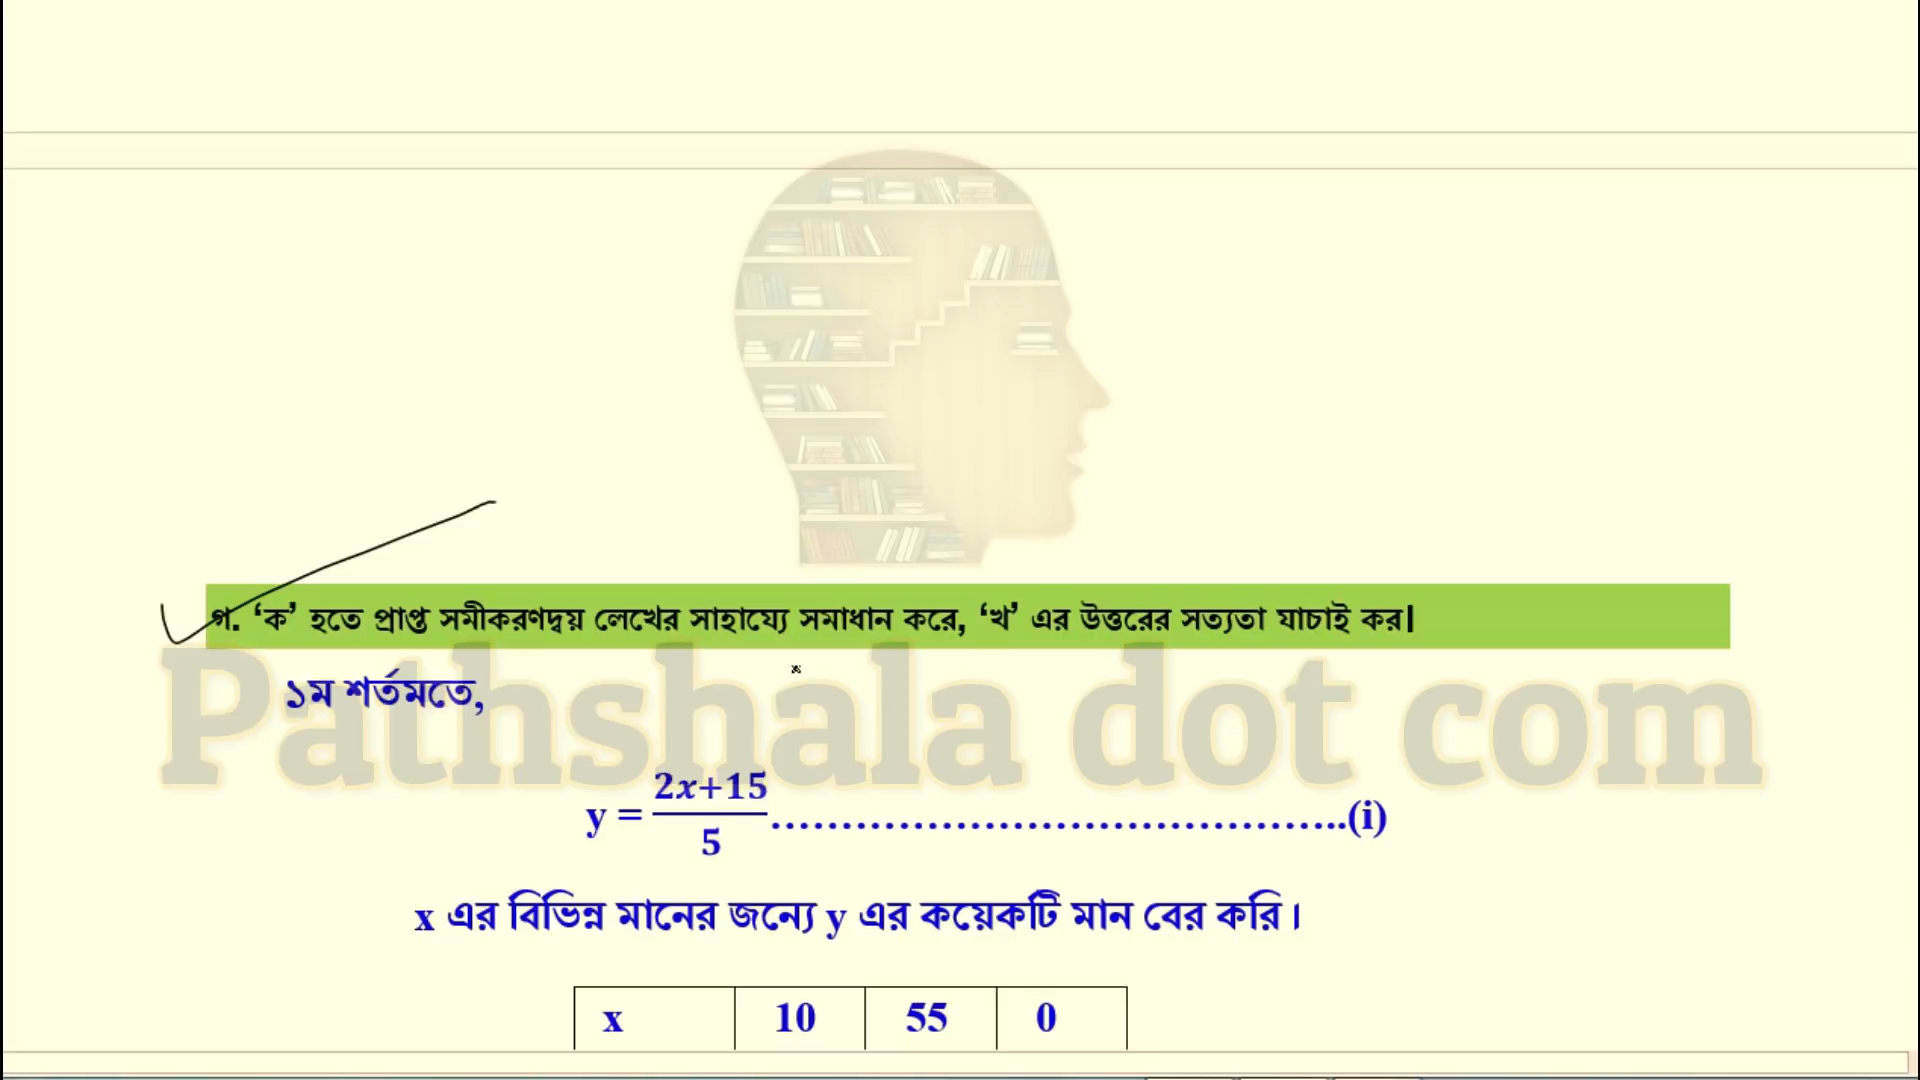 গ. ‘ক’ হতে প্রাপ্ত সমীকরণদ্বয় লেখের সাহায্যে সমাধান করে, ‘খ’ এর উত্তরের সত্যতা যাচাই কর।
Pathshala dot com
১ম শর্তমতে,
y = 2x+15/5……………………………………..(i)
x এর বিভিন্ন মানের জন্যে y এর কয়েকটি মান বের করি।
x 10 55 0